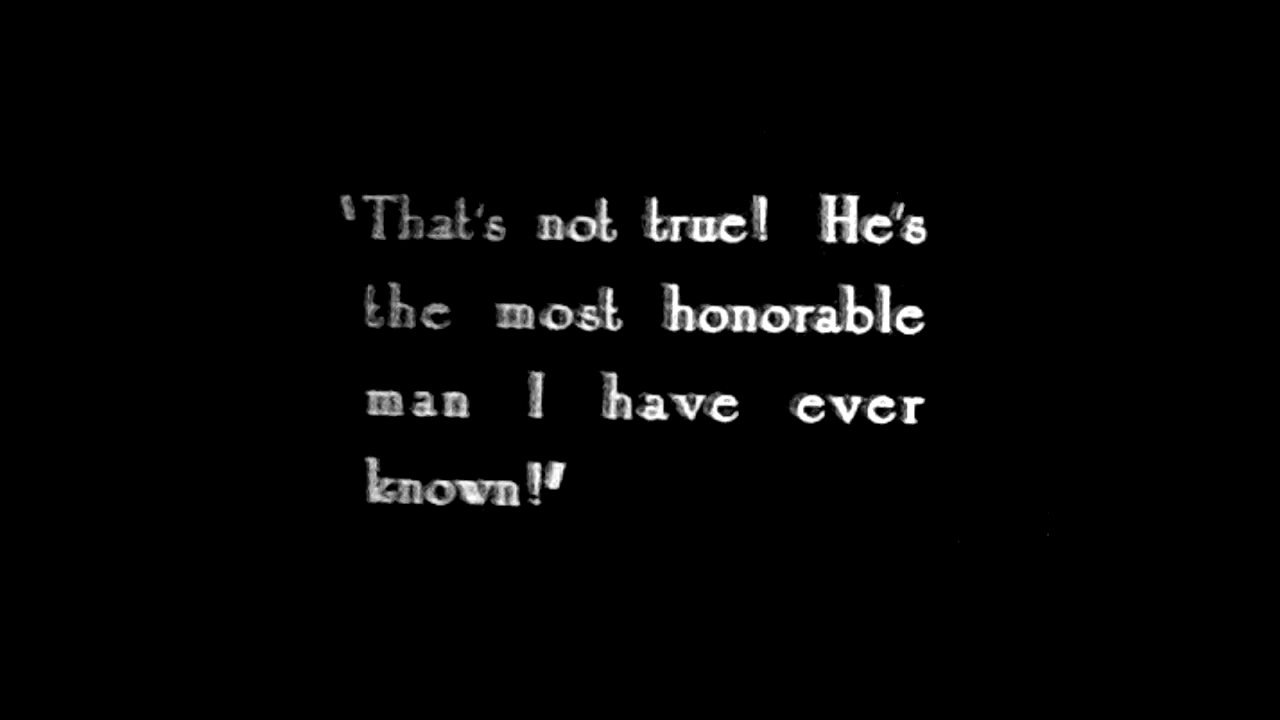 "That's not true! He's
the most honorable
man I have ever
known!"